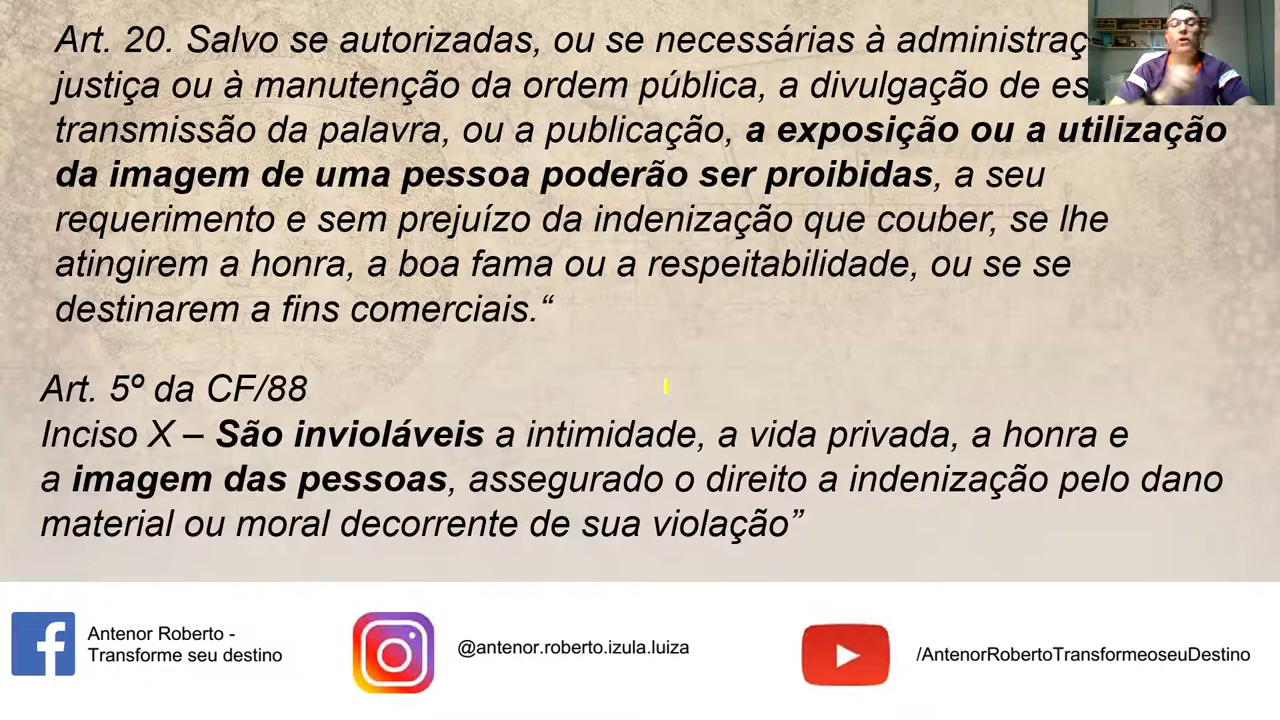 Art. 20. Salvo se autorizadas, ou se necessárias à administraç
justiça ou à manutenção da ordem pública, a divulgação de es
transmissão da palavra, ou a publicação, a exposição ou a utilização
da imagem de uma pessoa poderão ser proibidas, a seu
requerimento e sem prejuízo da indenização que couber, se lhe
atingirem a honra, a boa fama ou a respeitabilidade, ou se se
destinarem a fins comerciais.“
Art. 5º da CF/88
Inciso X – São invioláveis a intimidade, a vida privada, a honra e
a imagem das pessoas, assegurado o direito a indenização pelo dano
material ou moral decorrente de sua violação”
Antenor Roberto -
Transforme seu destino
@antenor.roberto.izula.luiza
/AntenorRobertoTransformeoseuDestino